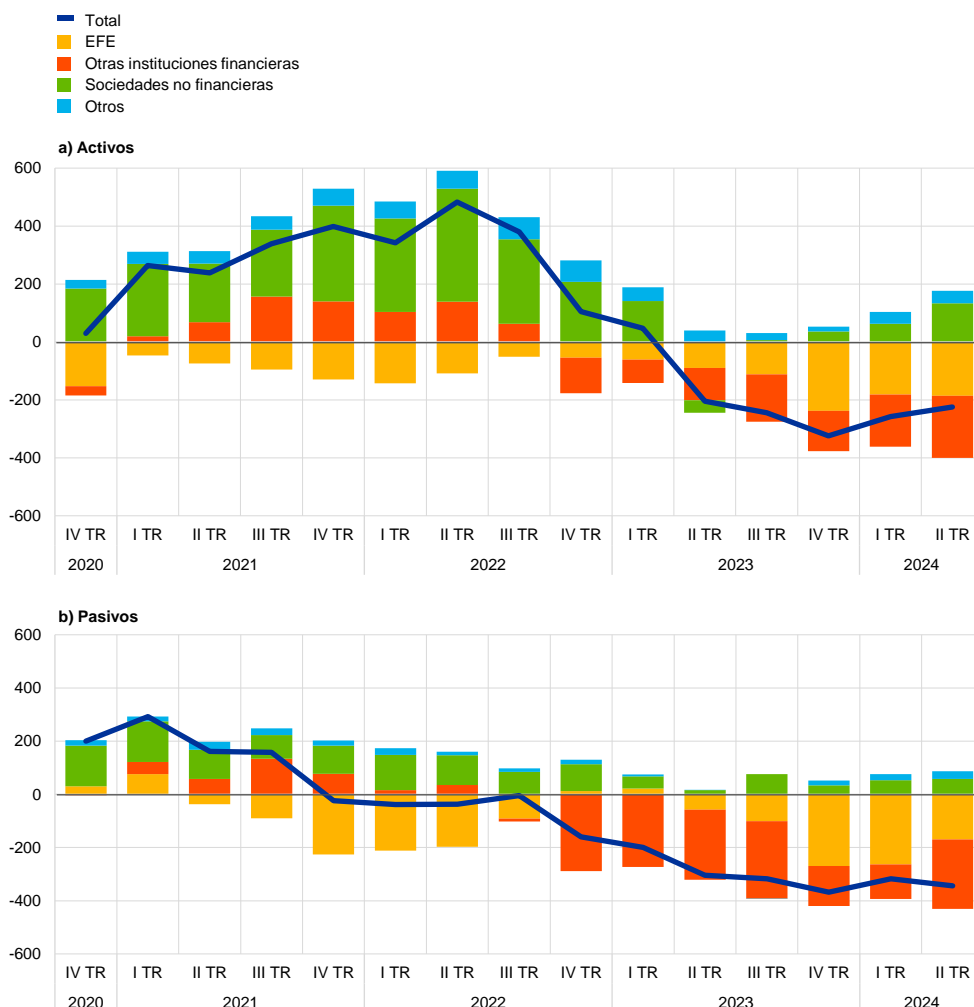 Total
EFE
Otras instituciones financieras
Sociedades no financieras
Otros
a) Activos
600
400
200
0
-200
-400
-600
IV TR I TR II TR III TR IV TR I TR II TR III TR IV TR I TR II TR III TR IV TR I TR II TR
2020 2021 2022 2023 2024
b) Pasivos
600
400
200
0
-200
-400
-600
IV TR I TR II TR III TR IV TR I TR II TR III TR IV TR I TR II TR III TR IV TR I TR II TR
2020 2021 2022 2023 2024